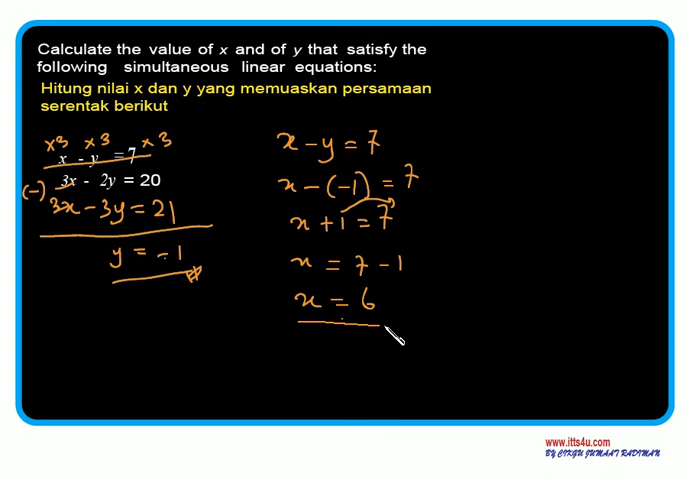 Calculate the value of x and of y that satisfy the
following simultaneous linear equations:
Hitung nilai x dan y yang memuaskan persamaan
serentak berikut
x3 x3 x3
x - y = 7
(-) 3x - 2y = 20
3x - 3y = 21
y = -1
x - y = 7
x - (-1) = 7
x + 1 = 7
x = 7 - 1
x = 6
www.itts4u.com
BY CIKGU JUMAAT RADIMAN